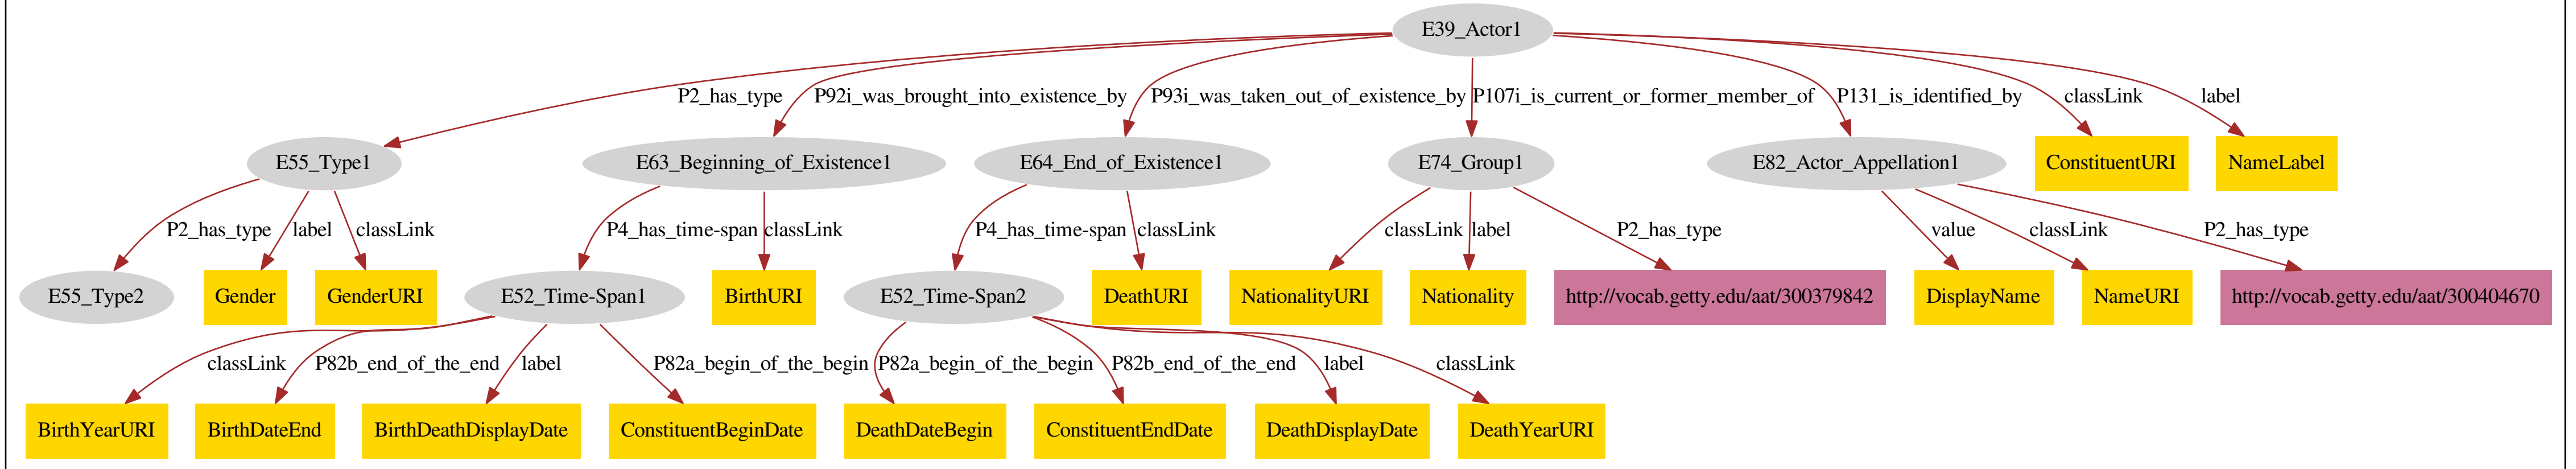 E39_Actor1
P2_has_type
P92i_was_brought_into_existence_by
P93i_was_taken_out_of_existence_by
P107i_is_current_or_former_member_of
P131_is_identified_by
classLink
label
E55_Type1
E63_Beginning_of_Existence1
E64_End_of_Existence1
E74_Group1
E82_Actor_Appellation1
ConstituentURI
NameLabel
P2_has_type
label
classLink
P4_has_time-span
classLink
P4_has_time-span
classLink
classLink
label
P2_has_type
value
classLink
P2_has_type
E55_Type2
Gender
GenderURI
E52_Time-Span1
BirthURI
E52_Time-Span2
DeathURI
NationalityURI
Nationality
http://vocab.getty.edu/aat/300379842
DisplayName
NameURI
http://vocab.getty.edu/aat/300404670
classLink
P82b_end_of_the_end
label
P82a_begin_of_the_begin
P82a_begin_of_the_begin
P82b_end_of_the_end
label
classLink
BirthYearURI
BirthDateEnd
BirthDeathDisplayDate
ConstituentBeginDate
DeathDateBegin
ConstituentEndDate
DeathDisplayDate
DeathYearURI